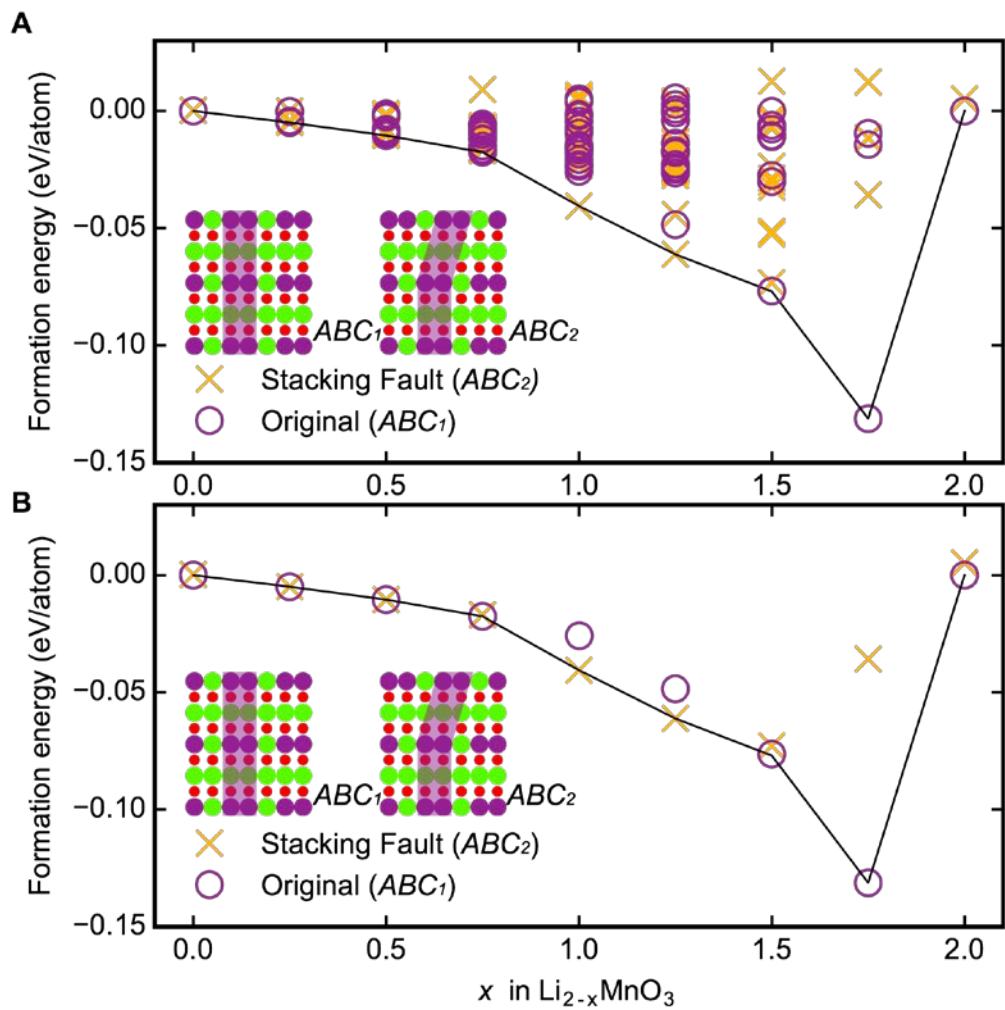 A
Formation energy (eV/atom)
0.00
−0.05
−0.10
−0.15
ABC₁
ABC₂
Stacking Fault (ABC₂)
Original (ABC₁)
0.0 0.5 1.0 1.5 2.0
B
Formation energy (eV/atom)
0.00
−0.05
−0.10
−0.15
ABC₁
ABC₂
Stacking Fault (ABC₂)
Original (ABC₁)
0.0 0.5 1.0 1.5 2.0
x in Li₂₋ₓMnO₃